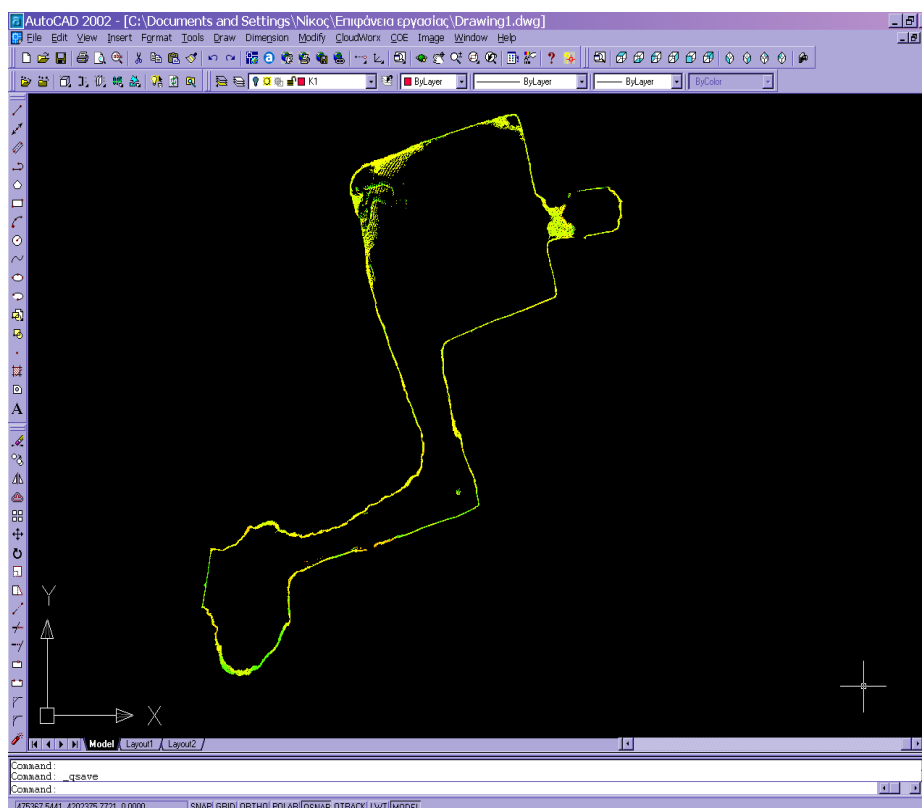 AutoCAD 2002 - [C:\Documents and Settings\Νίκος\Επιφάνεια εργασίας\Drawing1.dwg]
File Edit View Insert Format Tools Draw Dimension Modify CloudWorx COE Image Window Help
K1 ByLayer ByLayer ByLayer ByColor
A
Y
X
Model Layout1 Layout2
Command:
Command: _qsave
Command:
475367.5441, 4202375.7721, 0.0000 SNAP GRID ORTHO POLAR OSNAP OTRACK LWT MODEL